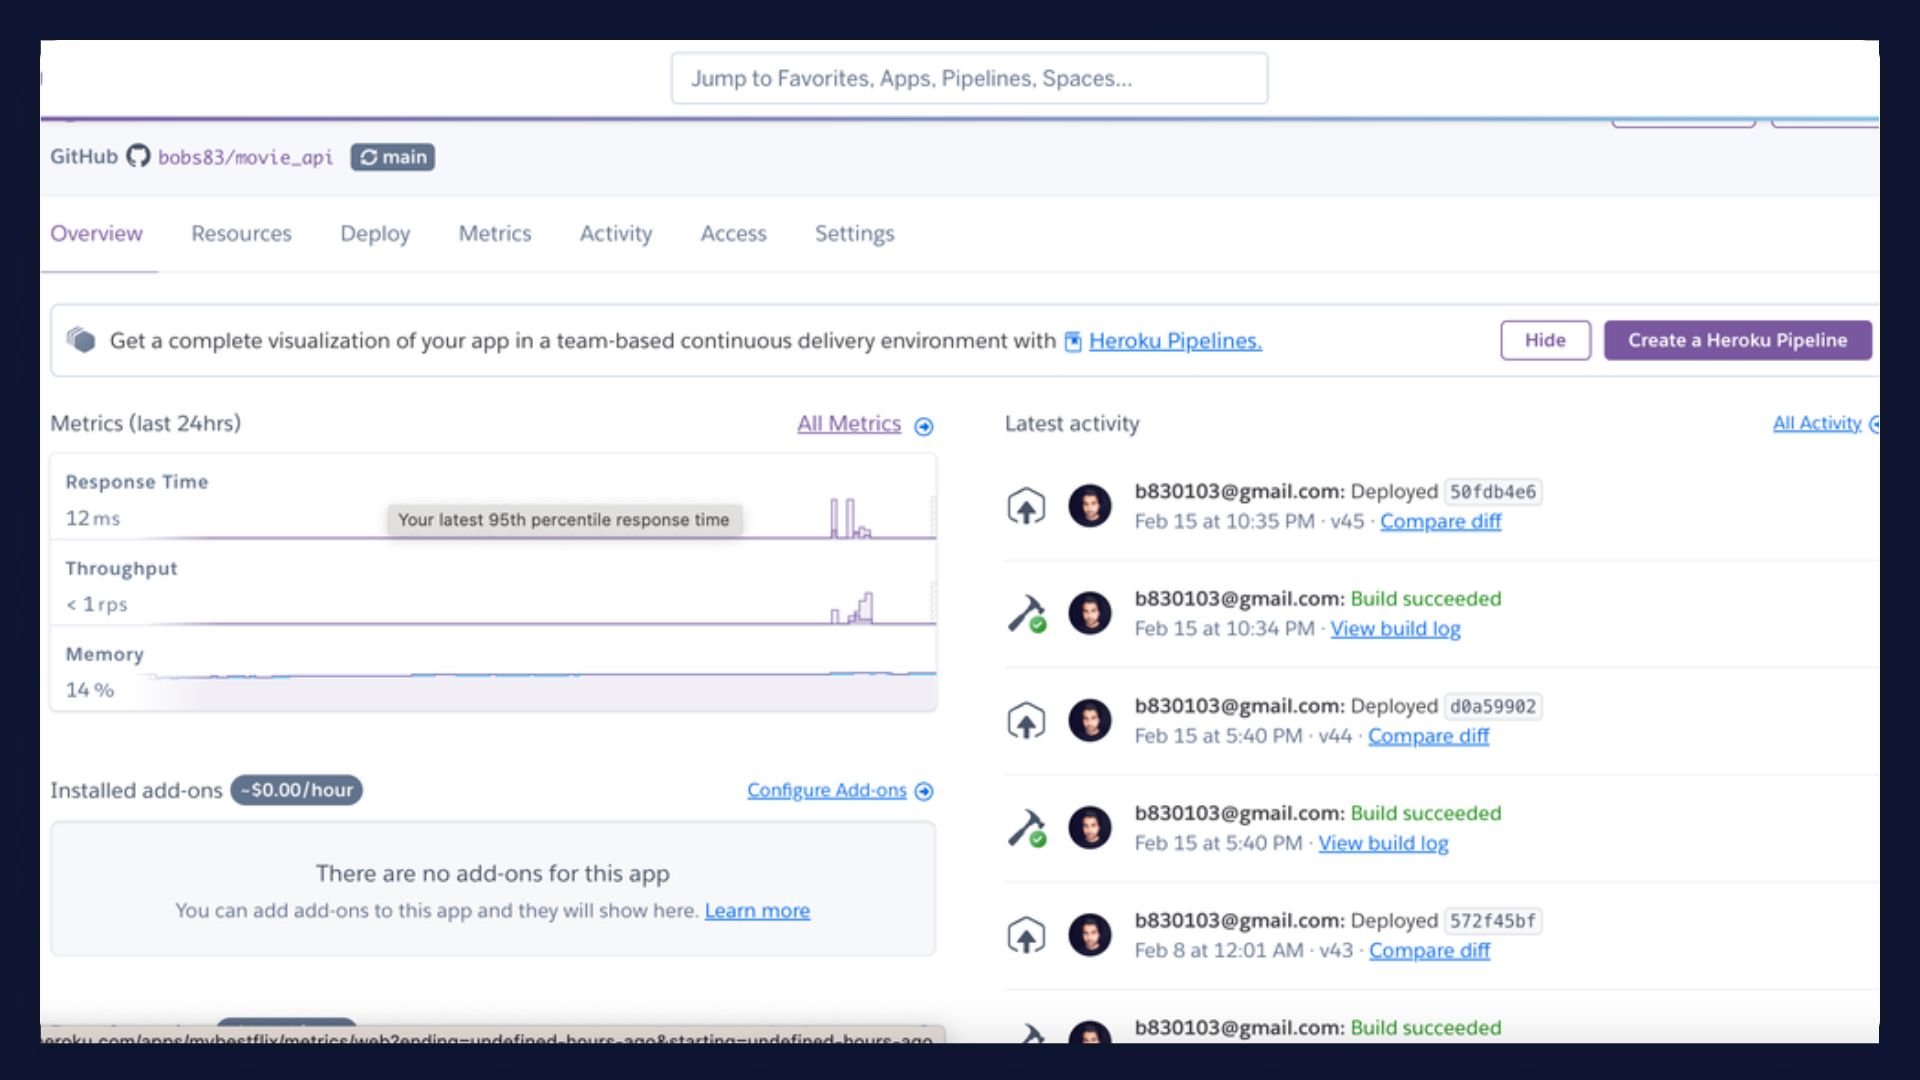 Jump to Favorites, Apps, Pipelines, Spaces...
GitHub bobs83/movie_api main
Overview Resources Deploy Metrics Activity Access Settings
Get a complete visualization of your app in a team-based continuous delivery environment with Heroku Pipelines. Hide Create a Heroku Pipeline
Metrics (last 24hrs) All Metrics
Response Time
12 ms
Your latest 95th percentile response time
Throughput
< 1 rps
Memory
14 %
Installed add-ons ~$0.00/hour Configure Add-ons
There are no add-ons for this app
You can add add-ons to this app and they will show here. Learn more
Latest activity All Activity
b830103@gmail.com: Deployed 50fdb4e6
Feb 15 at 10:35 PM · v45 · Compare diff
b830103@gmail.com: Build succeeded
Feb 15 at 10:34 PM · View build log
b830103@gmail.com: Deployed d0a59902
Feb 15 at 5:40 PM · v44 · Compare diff
b830103@gmail.com: Build succeeded
Feb 15 at 5:40 PM · View build log
b830103@gmail.com: Deployed 572f45bf
Feb 8 at 12:01 AM · v43 · Compare diff
b830103@gmail.com: Build succeeded
eroku.com/apps/mybestflix/metrics/web?ending=undefined-hours-ago&starting=undefined-hours-ago